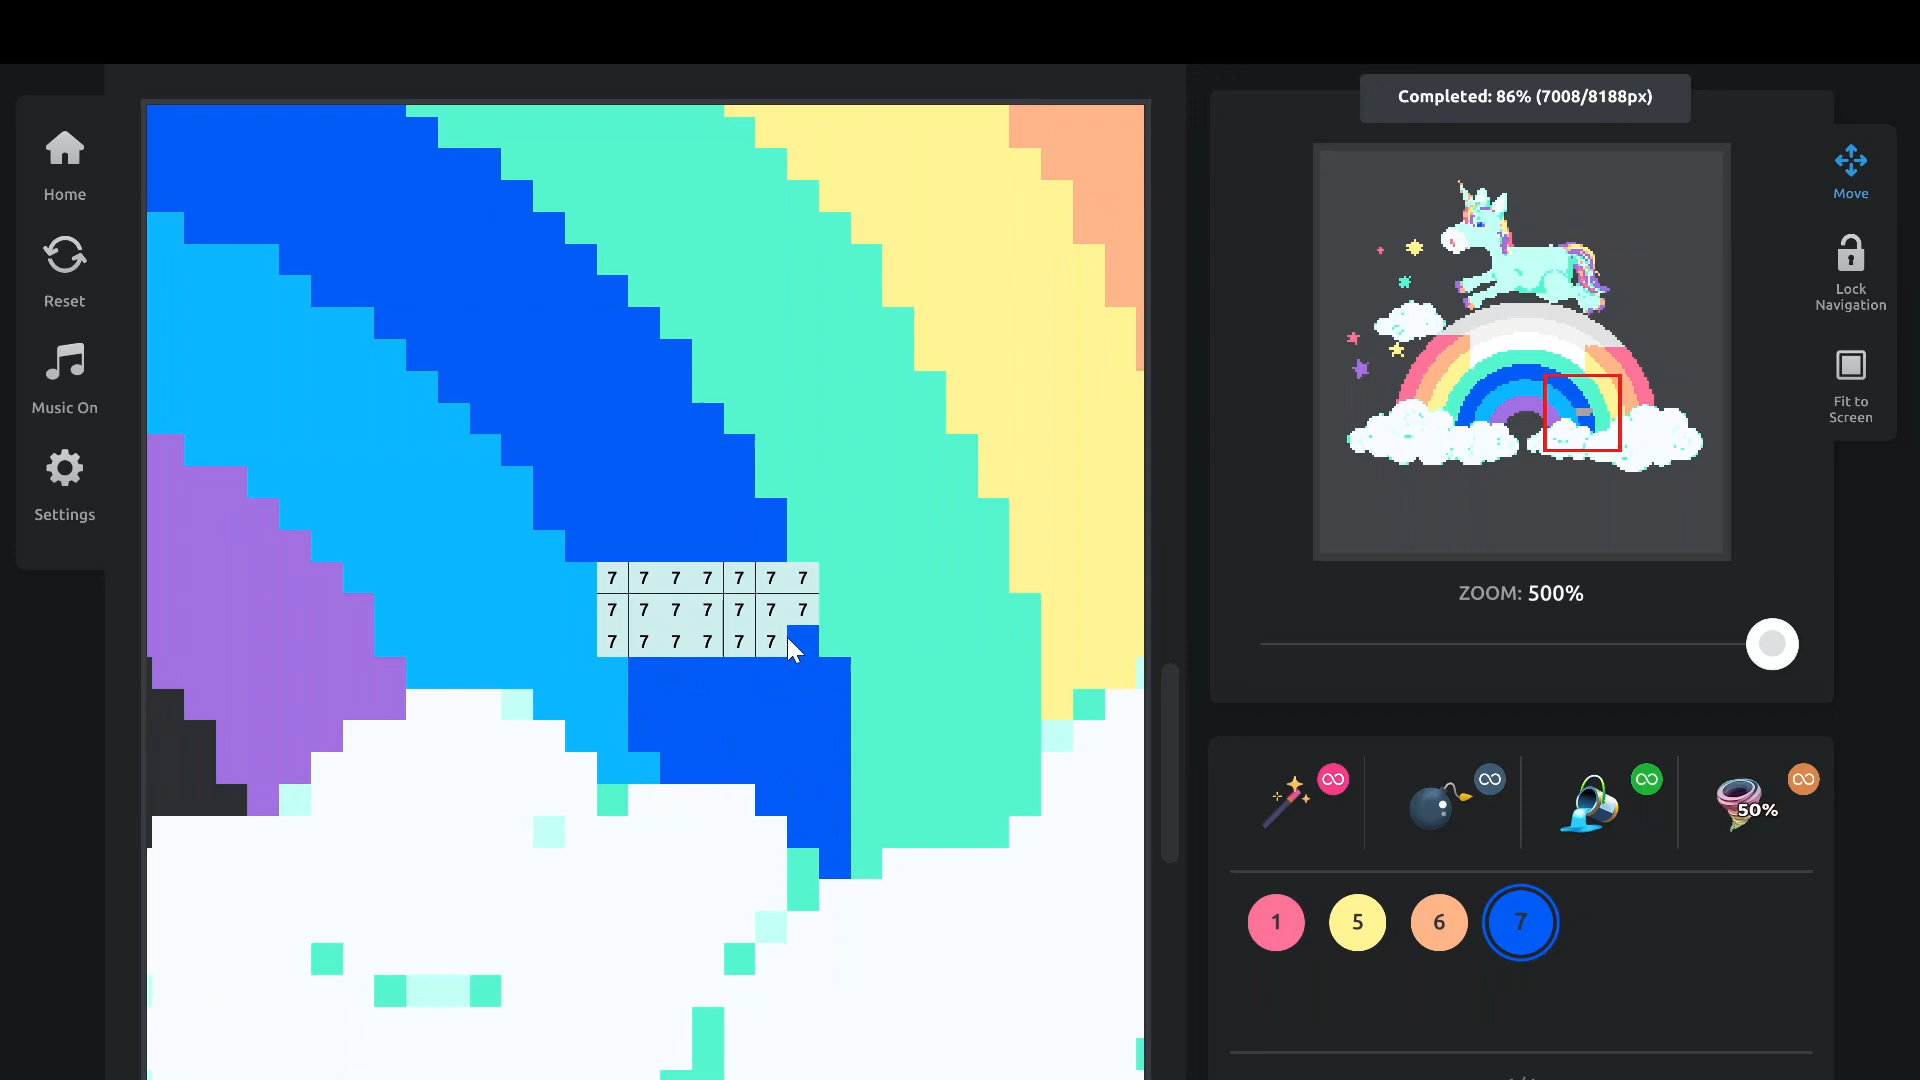 Completed: 86% (7008/8188px)
Home
Reset
Music On
Settings
7 7 7 7 7 7 7
7 7 7 7 7 7 7
7 7 7 7 7 7
Move
Lock
Navigation
Fit to
Screen
ZOOM: 500%
50%
1 5 6 7